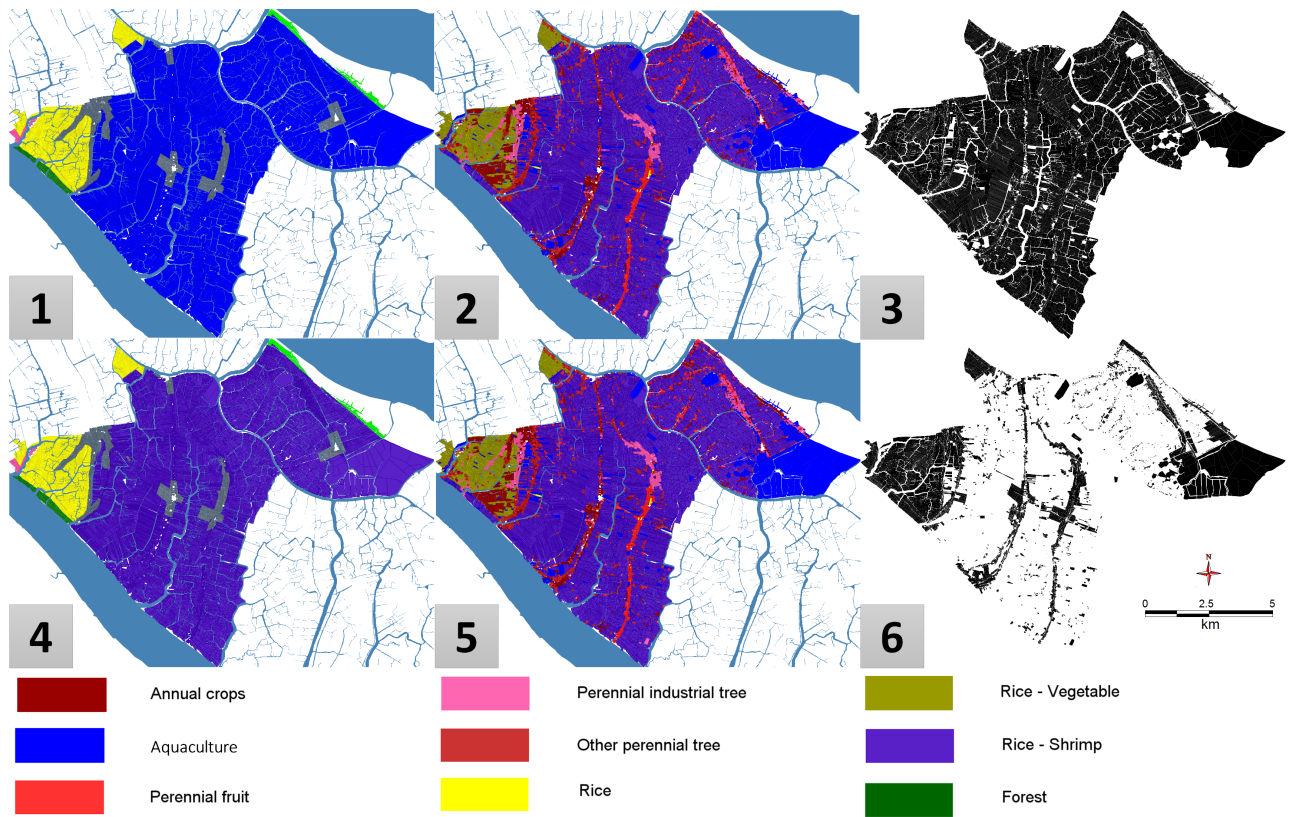 1
2
3
4
5
6
N
0 2.5 5
km
Annual crops
Perennial industrial tree
Rice - Vegetable
Aquaculture
Other perennial tree
Rice - Shrimp
Perennial fruit
Rice
Forest